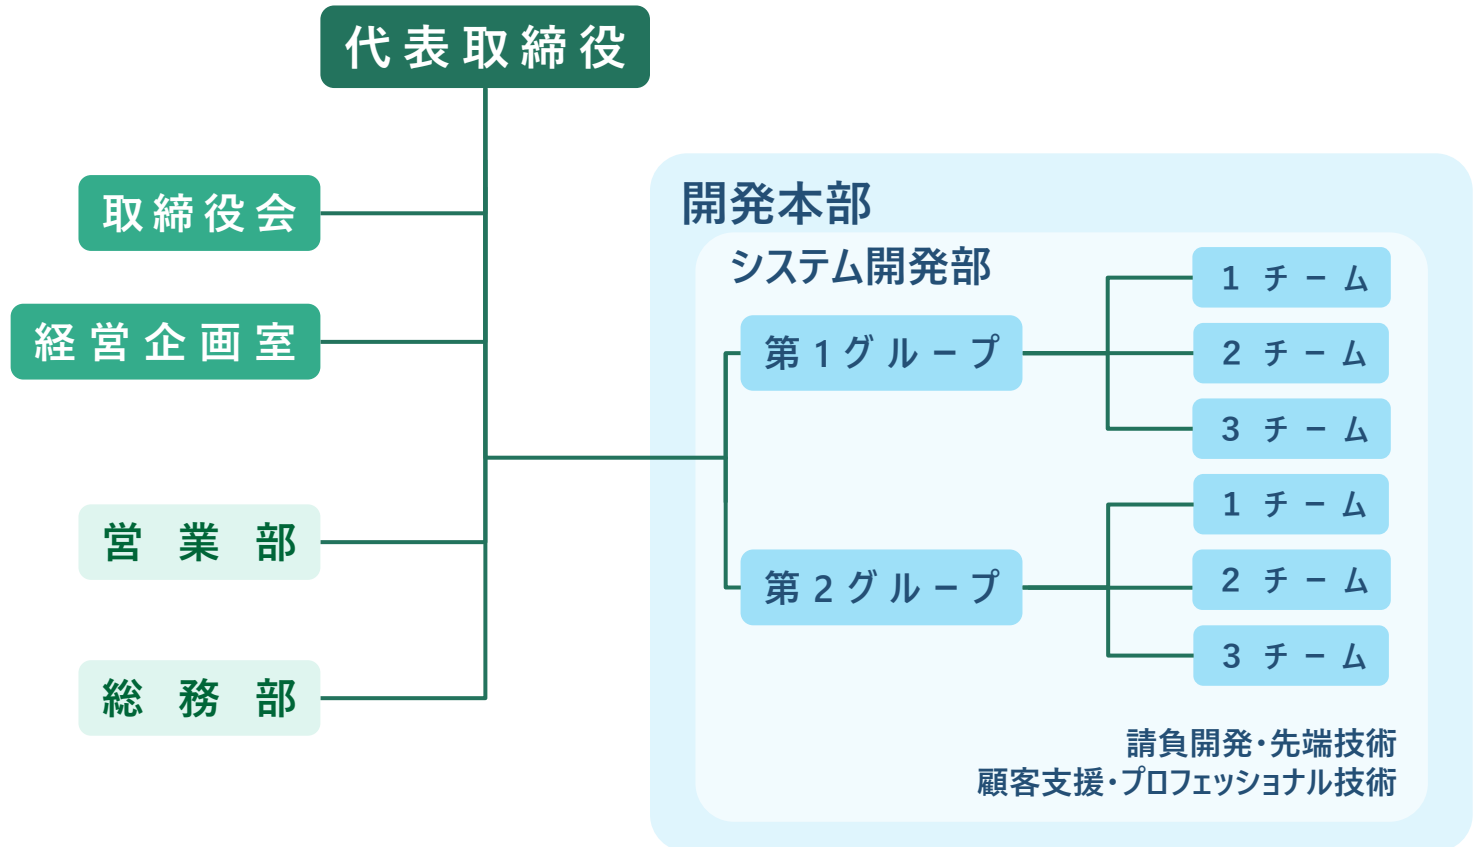 代表取締役
取締役会
経営企画室
営業部
総務部
開発本部
システム開発部
第1グループ
1チーム
2チーム
3チーム
第2グループ
1チーム
2チーム
3チーム
請負開発・先端技術
顧客支援・プロフェッショナル技術